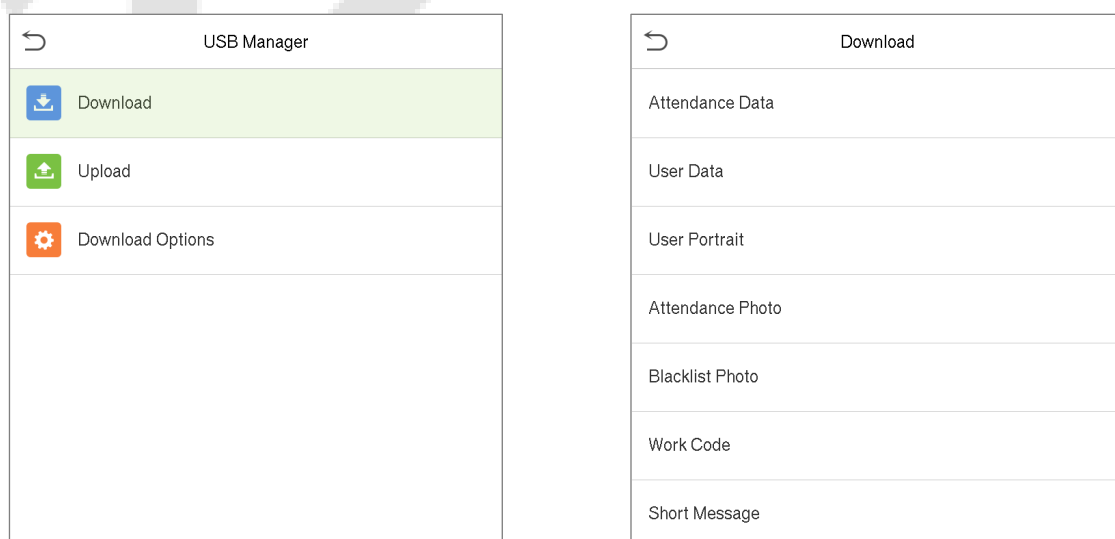 USB Manager
Download
Upload
Download Options
Download
Attendance Data
User Data
User Portrait
Attendance Photo
Blacklist Photo
Work Code
Short Message